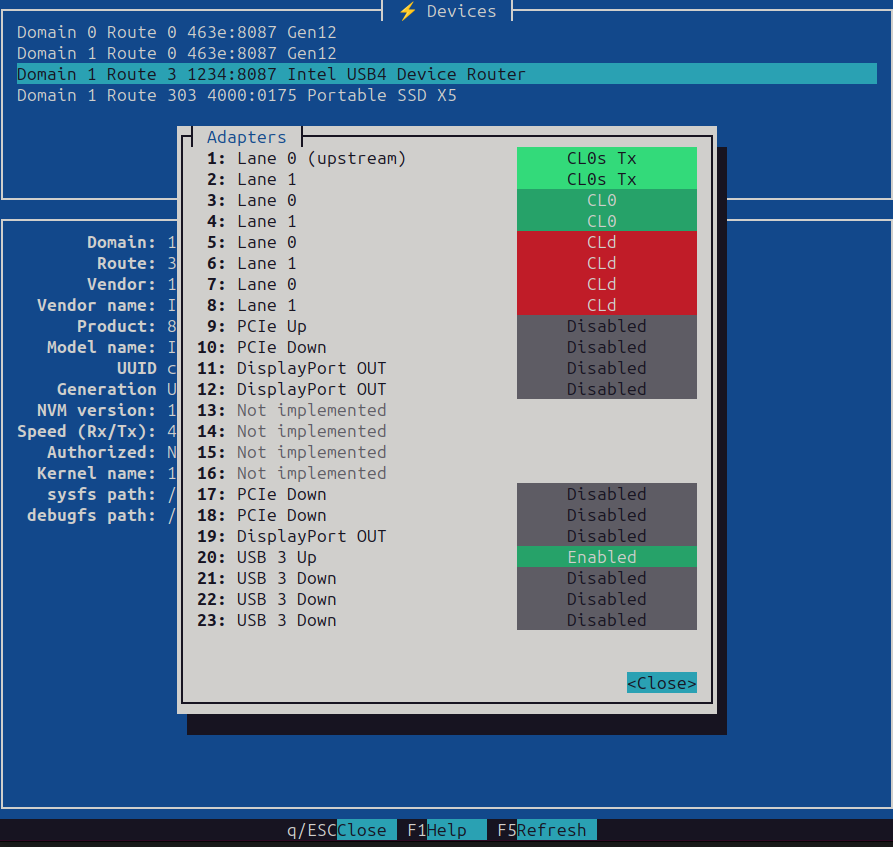 ⚡ Devices
Domain 0 Route 0 463e:8087 Gen12
Domain 1 Route 0 463e:8087 Gen12
Domain 1 Route 3 1234:8087 Intel USB4 Device Router
Domain 1 Route 303 4000:0175 Portable SSD X5
Adapters
1: Lane 0 (upstream) CL0s Tx
2: Lane 1 CL0s Tx
3: Lane 0 CL0
4: Lane 1 CL0
5: Lane 0 CLd
6: Lane 1 CLd
7: Lane 0 CLd
8: Lane 1 CLd
9: PCIe Up Disabled
10: PCIe Down Disabled
11: DisplayPort OUT Disabled
12: DisplayPort OUT Disabled
13: Not implemented
14: Not implemented
15: Not implemented
16: Not implemented
17: PCIe Down Disabled
18: PCIe Down Disabled
19: DisplayPort OUT Disabled
20: USB 3 Up Enabled
21: USB 3 Down Disabled
22: USB 3 Down Disabled
23: USB 3 Down Disabled
<Close>
Domain: 1
Route: 3
Vendor: 1
Vendor name: I
Product: 8
Model name: I
UUID c
Generation U
NVM version: 1
Speed (Rx/Tx): 4
Authorized: N
Kernel name: 1
sysfs path: /
debugfs path: /
q/ESC Close F1 Help F5 Refresh